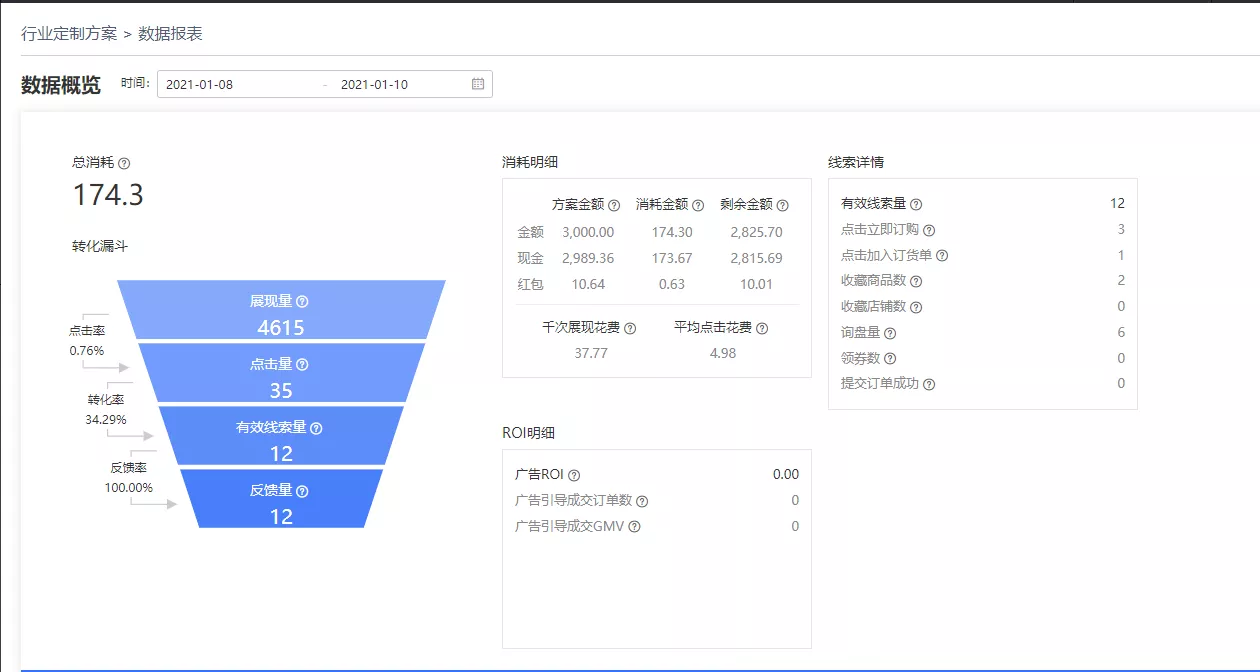 行业定制方案 > 数据报表
数据概览 时间: 2021-01-08 - 2021-01-10
总消耗
174.3
转化漏斗
展现量
4615
点击率
0.76%
点击量
35
转化率
34.29%
有效线索量
12
反馈率
100.00%
反馈量
12
消耗明细
方案金额 消耗金额 剩余金额
金额 3,000.00 174.30 2,825.70
现金 2,989.36 173.67 2,815.69
红包 10.64 0.63 10.01
千次展现花费 平均点击花费
37.77 4.98
线索详情
有效线索量 12
点击立即订购 3
点击加入订货单 1
收藏商品数 2
收藏店铺数 0
询盘量 6
领券数 0
提交订单成功 0
ROI明细
广告ROI 0.00
广告引导成交订单数 0
广告引导成交GMV 0